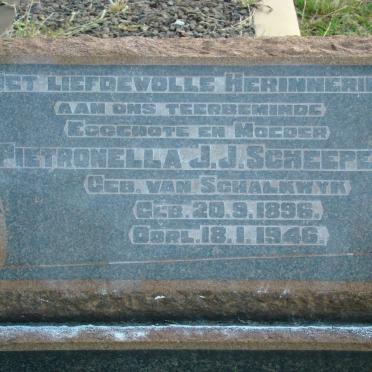 ET LIEFDEVOLLE HERINNERIN
AAN ONS TEERBEMINDE
EGGENOTE EN MOEDER
PIETRONELLA J.J. SCHEEPE
GEB. VAN SCHALKWYK
GEB. 20.9.1896.
OORL. 18.1.1946.